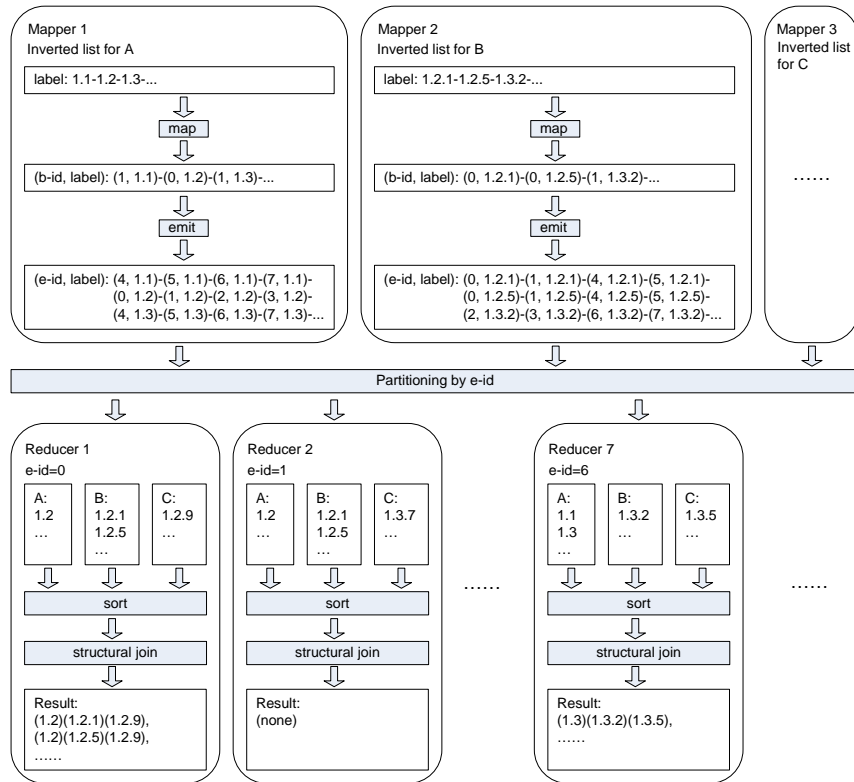 Mapper 1
Inverted list for A
label: 1.1-1.2-1.3-...
map
(b-id, label): (1, 1.1)-(0, 1.2)-(1, 1.3)-...
emit
(e-id, label): (4, 1.1)-(5, 1.1)-(6, 1.1)-(7, 1.1)-
(0, 1.2)-(1, 1.2)-(2, 1.2)-(3, 1.2)-
(4, 1.3)-(5, 1.3)-(6, 1.3)-(7, 1.3)-...
Mapper 2
Inverted list for B
label: 1.2.1-1.2.5-1.3.2-...
map
(b-id, label): (0, 1.2.1)-(0, 1.2.5)-(1, 1.3.2)-...
emit
(e-id, label): (0, 1.2.1)-(1, 1.2.1)-(4, 1.2.1)-(5, 1.2.1)-
(0, 1.2.5)-(1, 1.2.5)-(4, 1.2.5)-(5, 1.2.5)-
(2, 1.3.2)-(3, 1.3.2)-(6, 1.3.2)-(7, 1.3.2)-...
Mapper 3
Inverted list
for C
......
Partitioning by e-id
Reducer 1
e-id=0
A:
1.2
...
B:
1.2.1
1.2.5
...
C:
1.2.9
...
sort
structural join
Result:
(1.2)(1.2.1)(1.2.9),
(1.2)(1.2.5)(1.2.9),
......
Reducer 2
e-id=1
A:
1.2
...
B:
1.2.1
1.2.5
...
C:
1.3.7
...
sort
structural join
Result:
(none)
......
Reducer 7
e-id=6
A:
1.1
1.3
...
B:
1.3.2
...
C:
1.3.5
...
sort
structural join
Result:
(1.3)(1.3.2)(1.3.5),
......
......